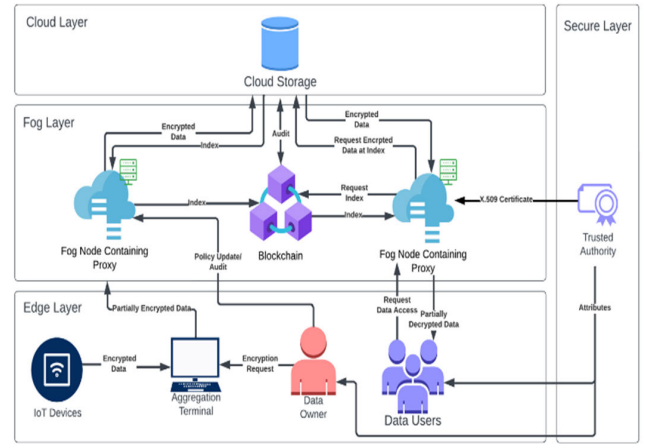 Cloud Layer
Secure Layer
Cloud Storage
Fog Layer
Encrypted
Data
Index
Audit
Encrypted
Data
Request Encrpted
Data at Index
Index
Request
Index
Index
X.509 Certificate
Fog Node Containing
Proxy
Policy Update/
Audit
Blockchain
Fog Node Containing
Proxy
Trusted
Authority
Edge Layer
Partially Encrypted Data
Request
Data Access
Partially
Decrypted Data
Attributes
Encrypted
Data
Encryption
Request
IoT Devices
Aggregation
Terminal
Data
Owner
Data Users